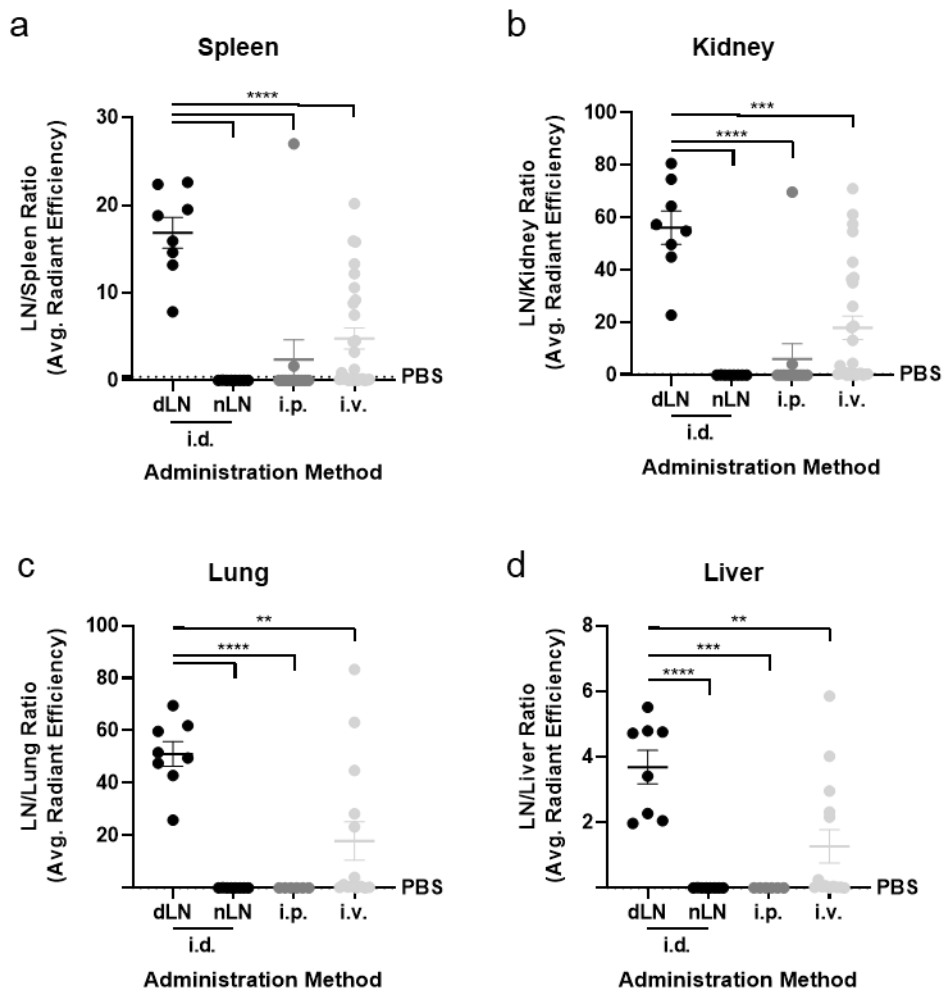 a
Spleen
****
30
20
10
0
LN/Spleen Ratio
(Avg. Radiant Efficiency)
PBS
dLN nLN i.p. i.v.
i.d.
Administration Method
b
Kidney
***
****
100
80
60
40
20
0
LN/Kidney Ratio
(Avg. Radiant Efficiency)
PBS
dLN nLN i.p. i.v.
i.d.
Administration Method
c
Lung
**
****
100
80
60
40
20
LN/Lung Ratio
(Avg. Radiant Efficiency)
PBS
dLN nLN i.p. i.v.
i.d.
Administration Method
d
Liver
**
***
****
8
6
4
2
LN/Liver Ratio
(Avg. Radiant Efficiency)
PBS
dLN nLN i.p. i.v.
i.d.
Administration Method